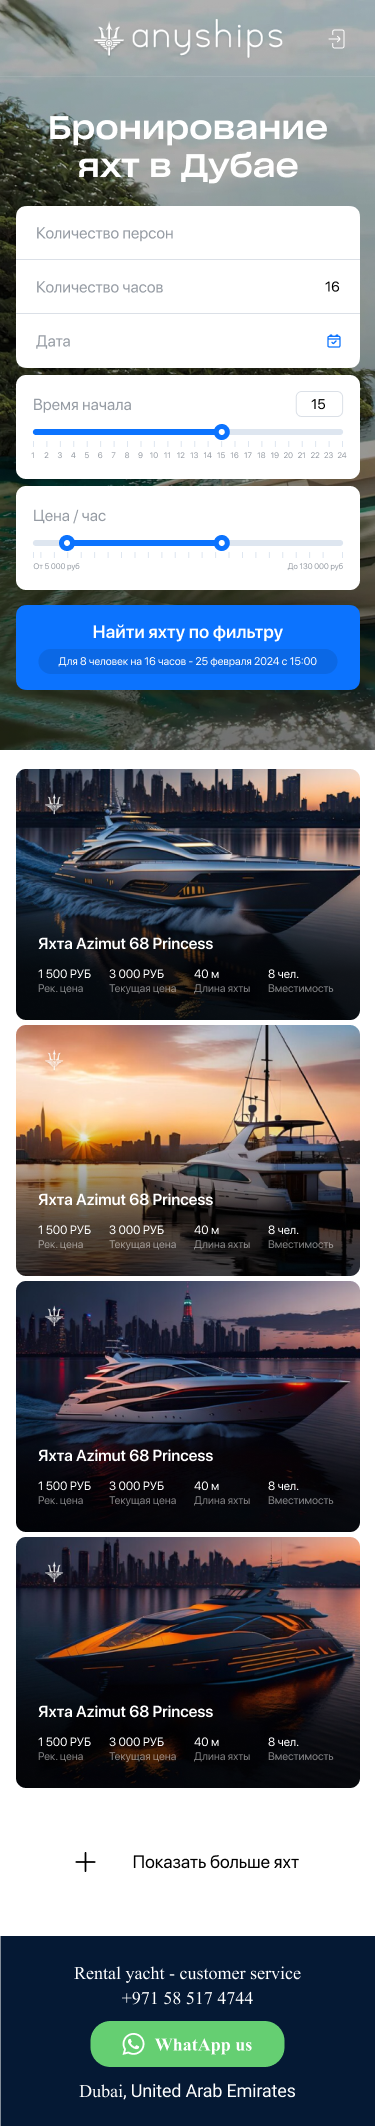 anyships
Бронирование
яхт в Дубае
Количество персон
Количество часов 16
Дата
Время начала 15
1 2 3 4 5 6 7 8 9 10 11 12 13 14 15 16 17 18 19 20 21 22 23 24
Цена / час
От 5 000 руб До 130 000 руб
Найти яхту по фильтру
Для 8 человек на 16 часов - 25 февраля 2024 с 15:00
Яхта Azimut 68 Princess
1 500 РУБ 3 000 РУБ 40 м 8 чел.
Рек. цена Текущая цена Длина яхты Вместимость
Яхта Azimut 68 Princess
1 500 РУБ 3 000 РУБ 40 м 8 чел.
Рек. цена Текущая цена Длина яхты Вместимость
Яхта Azimut 68 Princess
1 500 РУБ 3 000 РУБ 40 м 8 чел.
Рек. цена Текущая цена Длина яхты Вместимость
Яхта Azimut 68 Princess
1 500 РУБ 3 000 РУБ 40 м 8 чел.
Рек. цена Текущая цена Длина яхты Вместимость
Показать больше яхт
Rental yacht - customer service
+971 58 517 4744
WhatApp us
Dubai, United Arab Emirates